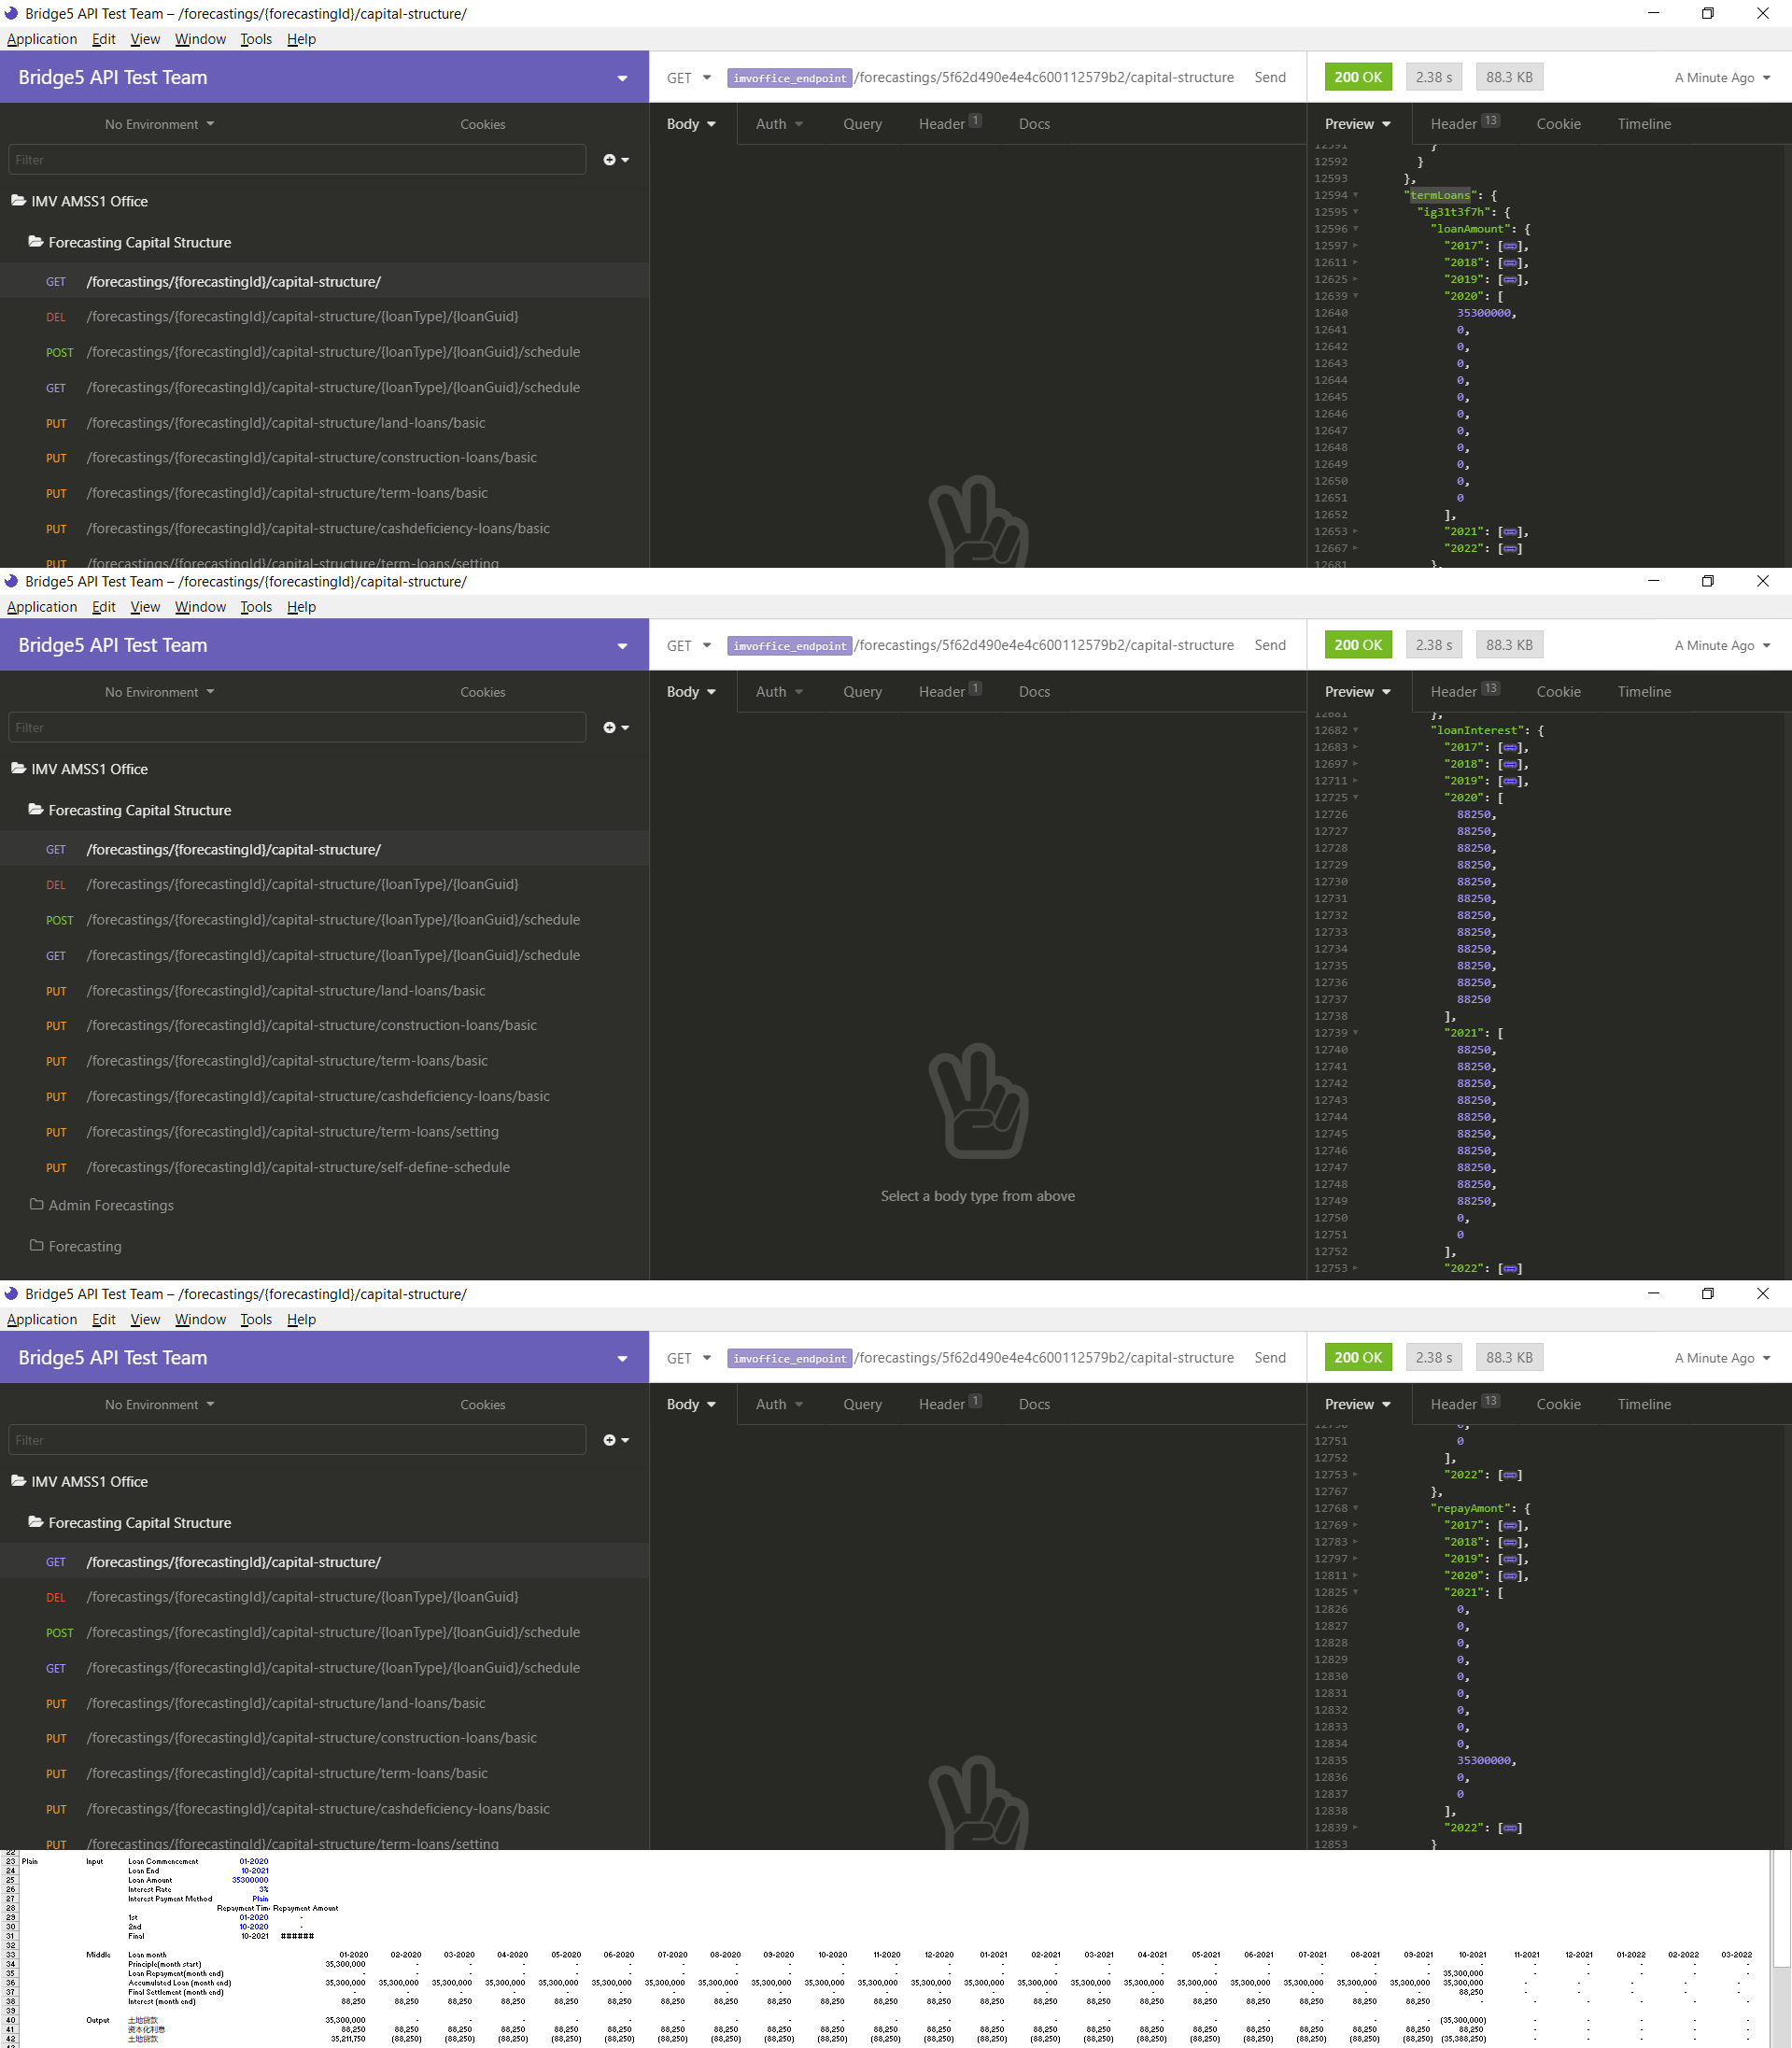 Bridge5 API Test Team – /forecastings/{forecastingId}/capital-structure/
Application Edit View Window Tools Help
Bridge5 API Test Team
GET imvoffice_endpoint /forecastings/5f62d490e4e4c600112579b2/capital-structure Send
200 OK 2.38 s 88.3 KB A Minute Ago
No Environment Cookies
Body Auth Query Header 1 Docs
Preview Header 13 Cookie Timeline
Filter
IMV AMSS1 Office
Forecasting Capital Structure
GET /forecastings/{forecastingId}/capital-structure/
DEL /forecastings/{forecastingId}/capital-structure/{loanType}/{loanGuid}
POST /forecastings/{forecastingId}/capital-structure/{loanType}/{loanGuid}/schedule
GET /forecastings/{forecastingId}/capital-structure/{loanType}/{loanGuid}/schedule
PUT /forecastings/{forecastingId}/capital-structure/land-loans/basic
PUT /forecastings/{forecastingId}/capital-structure/construction-loans/basic
PUT /forecastings/{forecastingId}/capital-structure/term-loans/basic
PUT /forecastings/{forecastingId}/capital-structure/cashdeficiency-loans/basic
PUT /forecastings/{forecastingId}/capital-structure/term-loans/setting
12591 }
12592 }
12593 },
12594 "termLoans": {
12595 "ig31t3f7h": {
12596 "loanAmount": {
12597 "2017": [ ],
12611 "2018": [ ],
12625 "2019": [ ],
12639 "2020": [
12640 35300000,
12641 0,
12642 0,
12643 0,
12644 0,
12645 0,
12646 0,
12647 0,
12648 0,
12649 0,
12650 0,
12651 0
12652 ],
12653 "2021": [ ],
12667 "2022": [ ]
12681 },
Bridge5 API Test Team – /forecastings/{forecastingId}/capital-structure/
Application Edit View Window Tools Help
Bridge5 API Test Team
GET imvoffice_endpoint /forecastings/5f62d490e4e4c600112579b2/capital-structure Send
200 OK 2.38 s 88.3 KB A Minute Ago
No Environment Cookies
Body Auth Query Header 1 Docs
Preview Header 13 Cookie Timeline
Filter
IMV AMSS1 Office
Forecasting Capital Structure
GET /forecastings/{forecastingId}/capital-structure/
DEL /forecastings/{forecastingId}/capital-structure/{loanType}/{loanGuid}
POST /forecastings/{forecastingId}/capital-structure/{loanType}/{loanGuid}/schedule
GET /forecastings/{forecastingId}/capital-structure/{loanType}/{loanGuid}/schedule
PUT /forecastings/{forecastingId}/capital-structure/land-loans/basic
PUT /forecastings/{forecastingId}/capital-structure/construction-loans/basic
PUT /forecastings/{forecastingId}/capital-structure/term-loans/basic
PUT /forecastings/{forecastingId}/capital-structure/cashdeficiency-loans/basic
PUT /forecastings/{forecastingId}/capital-structure/term-loans/setting
PUT /forecastings/{forecastingId}/capital-structure/self-define-schedule
Admin Forecastings
Forecasting
Select a body type from above
12681 },
12682 "loanInterest": {
12683 "2017": [ ],
12697 "2018": [ ],
12711 "2019": [ ],
12725 "2020": [
12726 88250,
12727 88250,
12728 88250,
12729 88250,
12730 88250,
12731 88250,
12732 88250,
12733 88250,
12734 88250,
12735 88250,
12736 88250,
12737 88250
12738 ],
12739 "2021": [
12740 88250,
12741 88250,
12742 88250,
12743 88250,
12744 88250,
12745 88250,
12746 88250,
12747 88250,
12748 88250,
12749 88250,
12750 0,
12751 0
12752 ],
12753 "2022": [ ]
Bridge5 API Test Team – /forecastings/{forecastingId}/capital-structure/
Application Edit View Window Tools Help
Bridge5 API Test Team
GET imvoffice_endpoint /forecastings/5f62d490e4e4c600112579b2/capital-structure Send
200 OK 2.38 s 88.3 KB A Minute Ago
No Environment Cookies
Body Auth Query Header 1 Docs
Preview Header 13 Cookie Timeline
Filter
IMV AMSS1 Office
Forecasting Capital Structure
GET /forecastings/{forecastingId}/capital-structure/
DEL /forecastings/{forecastingId}/capital-structure/{loanType}/{loanGuid}
POST /forecastings/{forecastingId}/capital-structure/{loanType}/{loanGuid}/schedule
GET /forecastings/{forecastingId}/capital-structure/{loanType}/{loanGuid}/schedule
PUT /forecastings/{forecastingId}/capital-structure/land-loans/basic
PUT /forecastings/{forecastingId}/capital-structure/construction-loans/basic
PUT /forecastings/{forecastingId}/capital-structure/term-loans/basic
PUT /forecastings/{forecastingId}/capital-structure/cashdeficiency-loans/basic
PUT /forecastings/{forecastingId}/capital-structure/term-loans/setting
12750 0,
12751 0
12752 ],
12753 "2022": [ ]
12767 },
12768 "repayAmont": {
12769 "2017": [ ],
12783 "2018": [ ],
12797 "2019": [ ],
12811 "2020": [ ],
12825 "2021": [
12826 0,
12827 0,
12828 0,
12829 0,
12830 0,
12831 0,
12832 0,
12833 0,
12834 0,
12835 35300000,
12836 0,
12837 0
12838 ],
12839 "2022": [ ]
12853 }
22
23 Plain Input Loan Commencement 01-2020
24 Loan End 10-2021
25 Loan Amount 35300000
26 Interest Rate 3%
27 Interest Payment Method Plain
28 Repayment Tim Repayment Amount
29 1st 01-2020 -
30 2nd 10-2020 -
31 Final 10-2021 ######
32
33 Middle Loan month 01-2020 02-2020 03-2020 04-2020 05-2020 06-2020 07-2020 08-2020 09-2020 10-2020 11-2020 12-2020 01-2021 02-2021 03-2021 04-2021 05-2021 06-2021 07-2021 08-2021 09-2021 10-2021 11-2021 12-2021 01-2022 02-2022 03-2022
34 Principle(month start) 35,300,000 - - - - - - - - - - - - - - - - - - - - - - - - - -
35 Loan Repayment(month end) - - - - - - - - - - - - - - - - - - - - - 35,300,000 - - - - -
36 Accumulated Loan (month end) 35,300,000 35,300,000 35,300,000 35,300,000 35,300,000 35,300,000 35,300,000 35,300,000 35,300,000 35,300,000 35,300,000 35,300,000 35,300,000 35,300,000 35,300,000 35,300,000 35,300,000 35,300,000 35,300,000 35,300,000 35,300,000 35,300,000 - - - - -
37 Final Settlement (month end) - - - - - - - - - - - - - - - - - - - - - 88,250 - - - - -
38 Interest (month end) 88,250 88,250 88,250 88,250 88,250 88,250 88,250 88,250 88,250 88,250 88,250 88,250 88,250 88,250 88,250 88,250 88,250 88,250 88,250 88,250 88,250 - - - - - -
39
40 Output 土地贷款 35,300,000 - - - - - - - - - - - - - - - - - - - - (35,300,000) - - - - -
41 资本化利息 88,250 88,250 88,250 88,250 88,250 88,250 88,250 88,250 88,250 88,250 88,250 88,250 88,250 88,250 88,250 88,250 88,250 88,250 88,250 88,250 88,250 88,250 - - - - -
42 土地贷款 35,211,750 (88,250) (88,250) (88,250) (88,250) (88,250) (88,250) (88,250) (88,250) (88,250) (88,250) (88,250) (88,250) (88,250) (88,250) (88,250) (88,250) (88,250) (88,250) (88,250) (88,250) (35,388,250) - - - - -